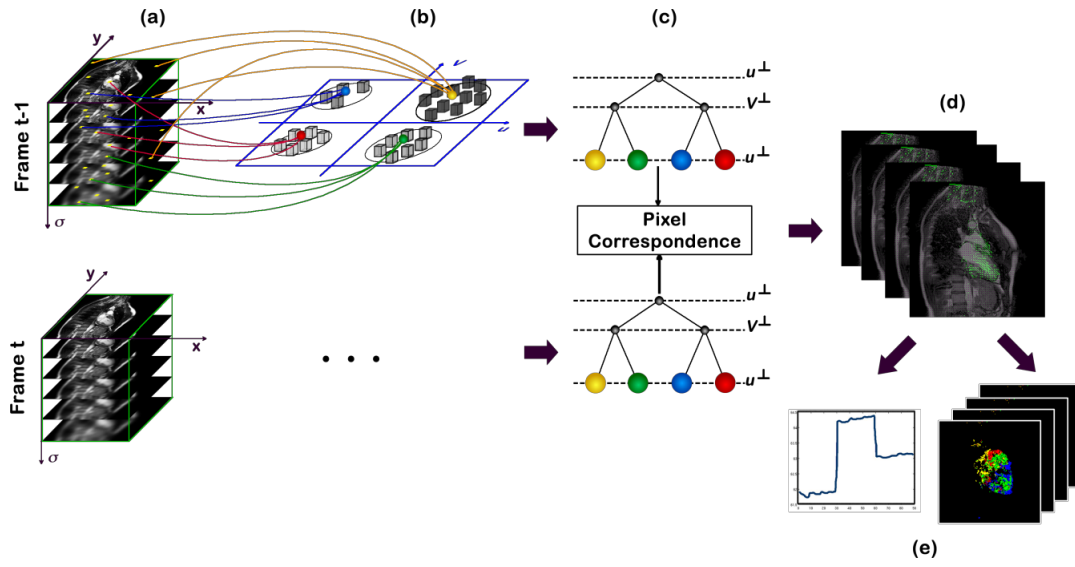 (a)
(b)
(c)
(d)
(e)
Frame t-1
y
x
σ
v
u
u⊥
V⊥
u⊥
Pixel
Correspondence
Frame t
y
x
σ
. . .
u⊥
V⊥
u⊥